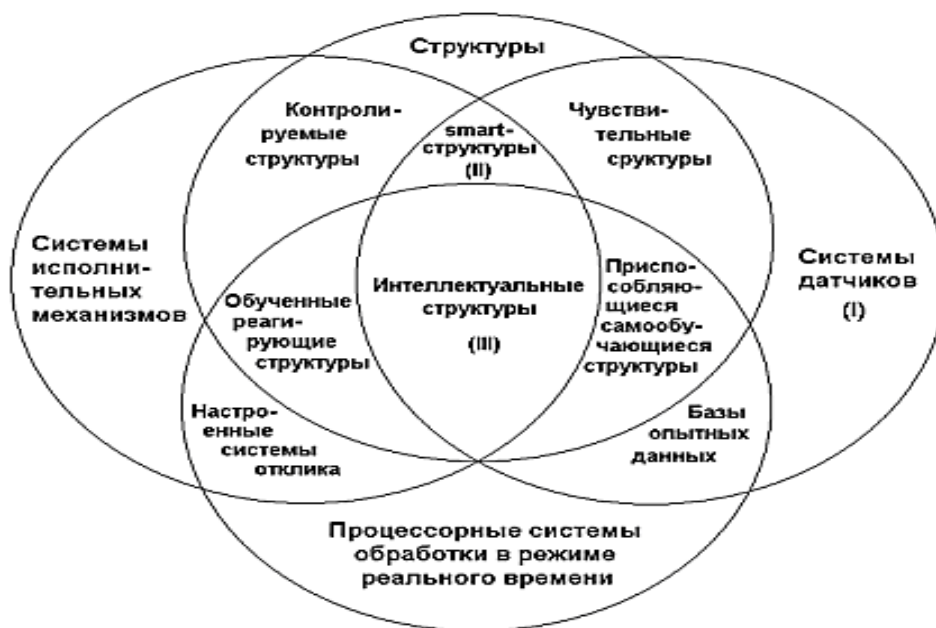 Структуры
Контроли-
руемые
структуры
smart-
структуры
(II)
Чувстви-
тельные
сруктуры
Системы
исполни-
тельных
механизмов
Обученные
реаги-
рующие
структуры
Интеллектуальные
структуры
(III)
Приспо-
собляю-
щиеся
самообу-
чающиеся
структуры
Системы
датчиков
(I)
Настро-
енные
системы
отклика
Базы
опытных
данных
Процессорные системы
обработки в режиме
реального времени